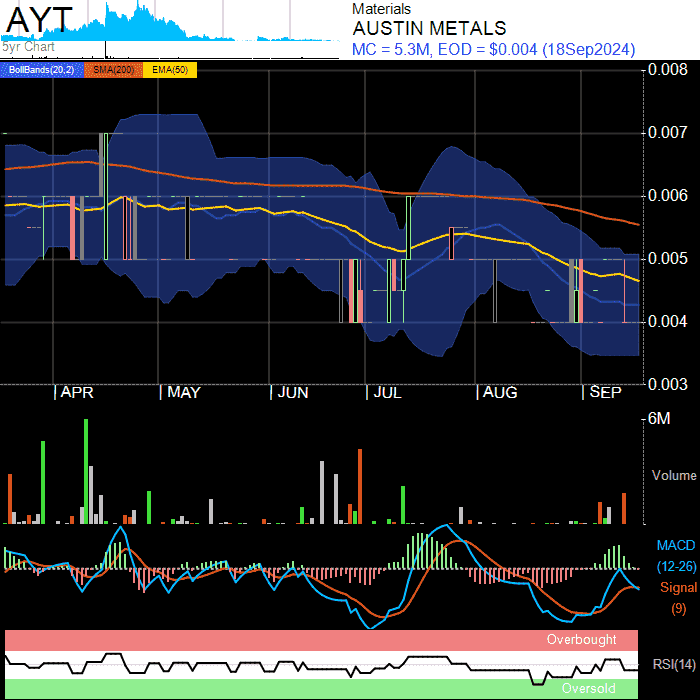 AYT
5yr Chart
Materials
AUSTIN METALS
MC = 5.3M, EOD = $0.004 (18Sep2024)
BollBands(20,2) SMA(200) EMA(50)
0.008
0.007
0.006
0.005
0.004
0.003
APR MAY JUN JUL AUG SEP
6M
Volume
MACD
(12-26)
Signal
(9)
Overbought
RSI(14)
Oversold